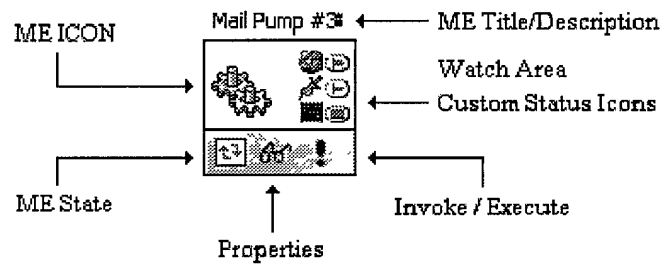 Mail Pump #3
ME Title/Description
ME ICON
Watch Area
Custom Status Icons
ME State
Invoke / Execute
Properties